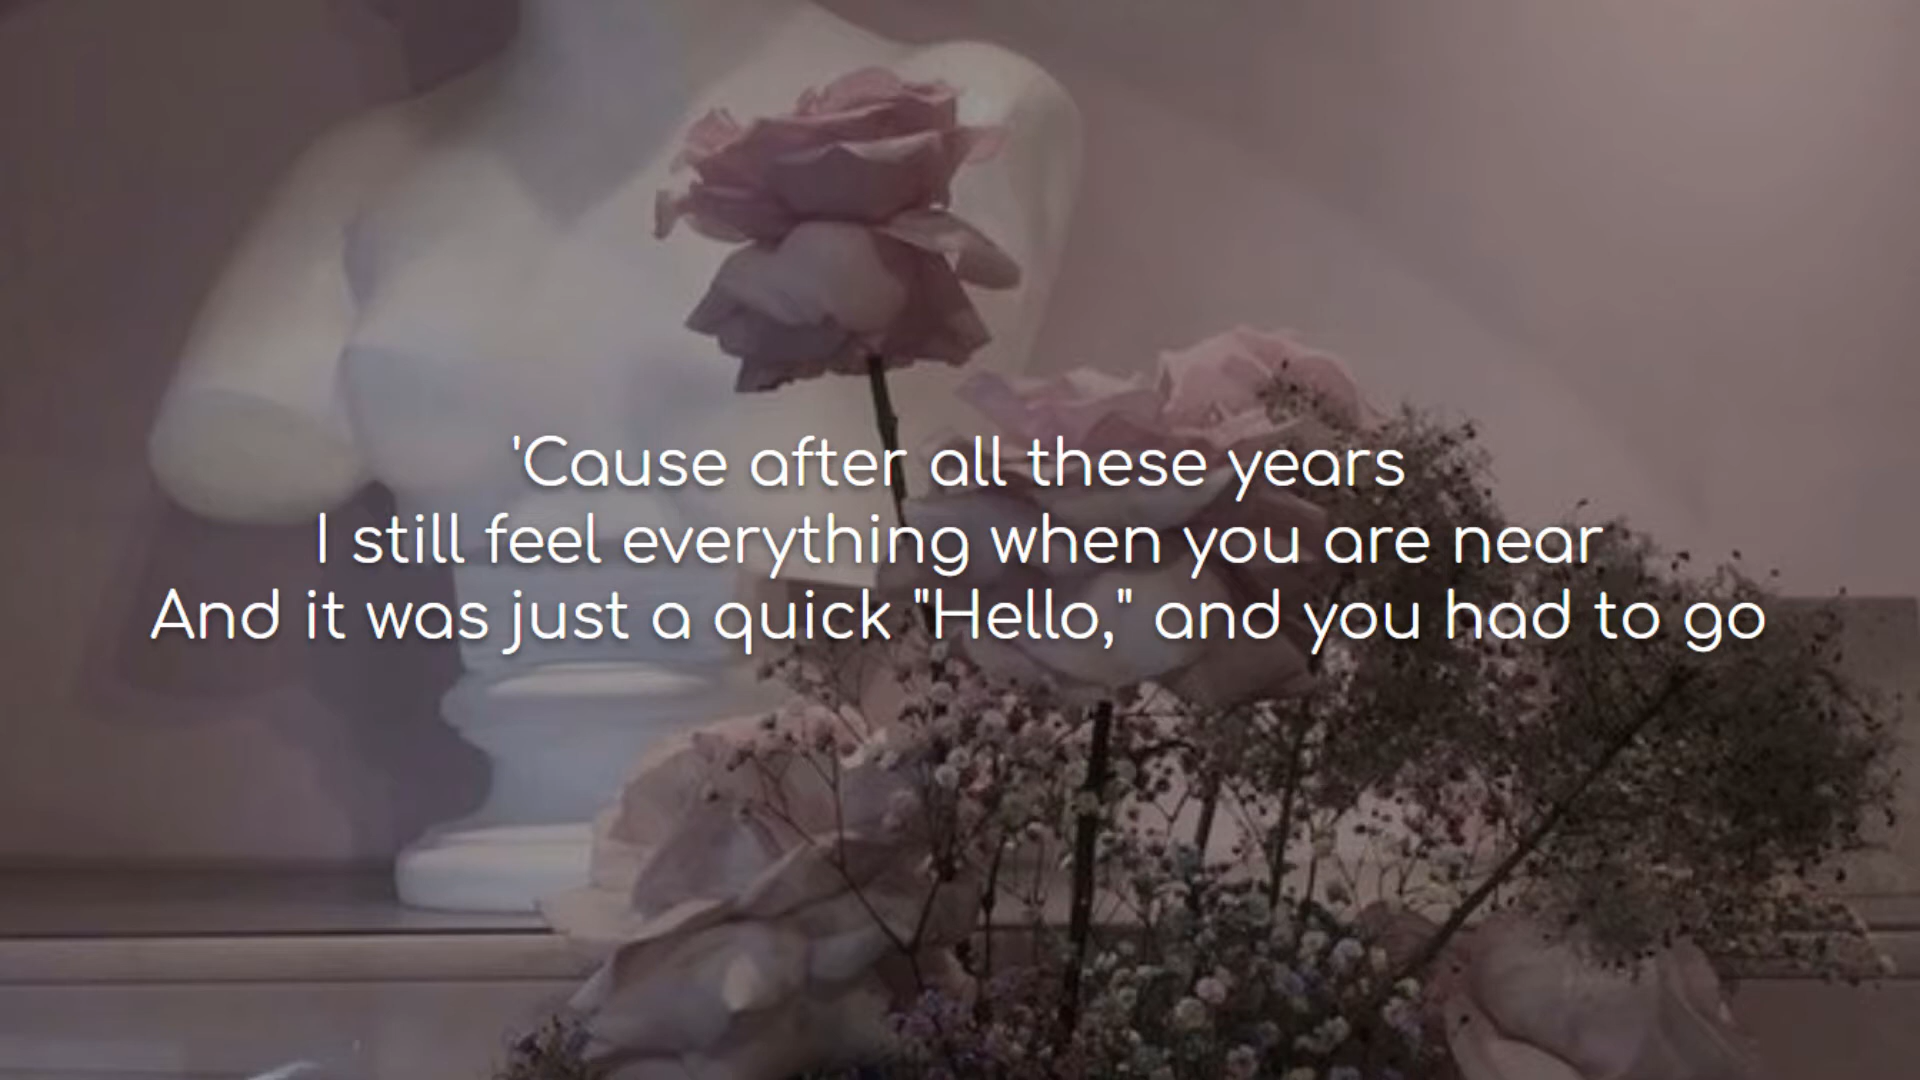 'Cause after all these years
I still feel everything when you are near
And it was just a quick "Hello," and you had to go